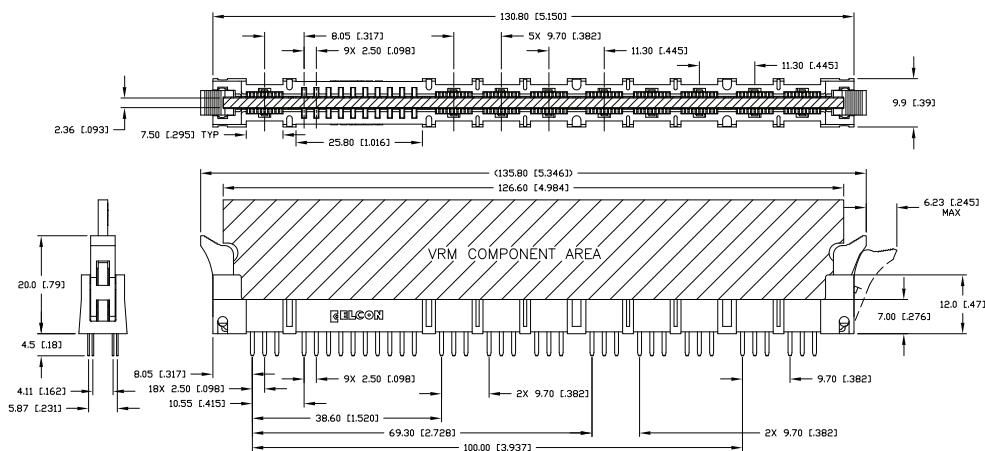 130.80 [5.150]
8.05 [.317]
5X 9.70 [.382]
9X 2.50 [.098]
11.30 [.445]
11.30 [.445]
9.9 [.39]
2.36 [.093]
7.50 [.295] TYP
25.80 [1.016]
(135.80 [5.346])
126.60 [4.984]
6.23 [.245]
MAX
VRM COMPONENT AREA
20.0 [.79]
12.0 [.47]
7.00 [.276]
ELCON
4.5 [.18]
8.05 [.317]
9X 2.50 [.098]
9.70 [.382]
4.11 [.162]
18X 2.50 [.098]
2X 9.70 [.382]
5.87 [.231]
10.55 [.415]
38.60 [1.520]
69.30 [2.728]
2X 9.70 [.382]
100.00 [3.937]